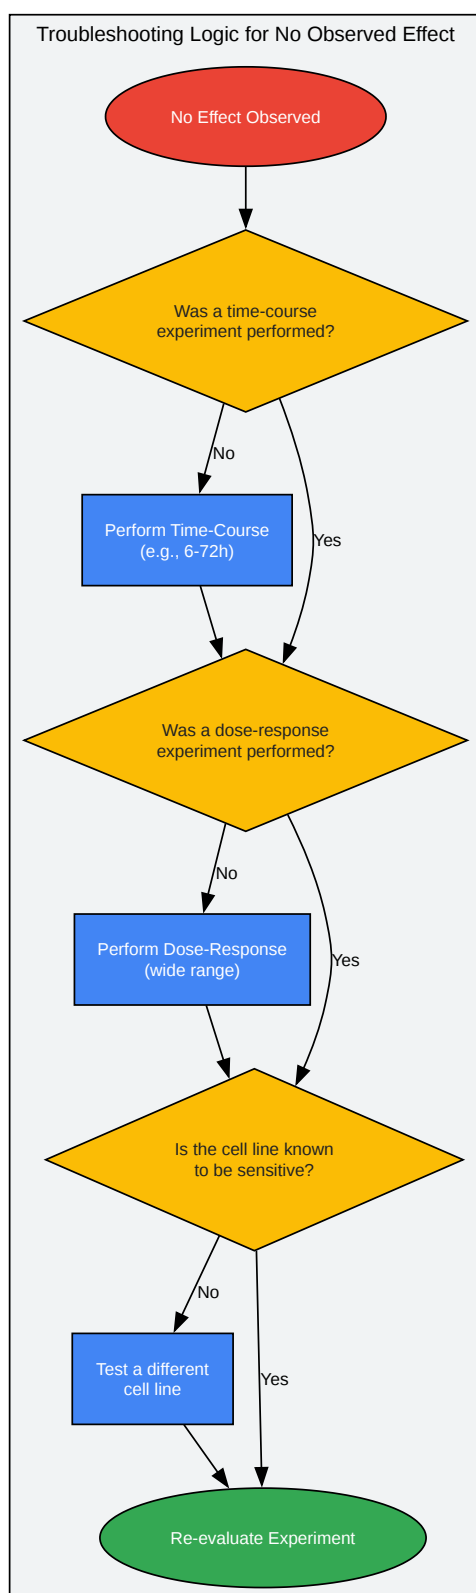 Troubleshooting Logic for No Observed Effect
No Effect Observed
Was a time-course
experiment performed?
No
Perform Time-Course
(e.g., 6-72h)
Yes
Was a dose-response
experiment performed?
No
Perform Dose-Response
(wide range)
Yes
Is the cell line known
to be sensitive?
No
Test a different
cell line
Yes
Re-evaluate Experiment